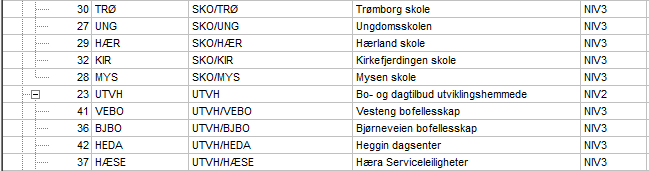 30 TRØ SKO/TRØ Trømborg skole NIV3
27 UNG SKO/UNG Ungdomsskolen NIV3
29 HÆR SKO/HÆR Hærland skole NIV3
32 KIR SKO/KIR Kirkefjerdingen skole NIV3
28 MYS SKO/MYS Mysen skole NIV3
23 UTVH UTVH Bo- og dagtilbud utviklingshemmede NIV2
41 VEBO UTVH/VEBO Vesteng bofellesskap NIV3
36 BJBO UTVH/BJBO Bjørneveien bofellesskap NIV3
42 HEDA UTVH/HEDA Heggin dagsenter NIV3
37 HÆSE UTVH/HÆSE Hæra Serviceleiligheter NIV3